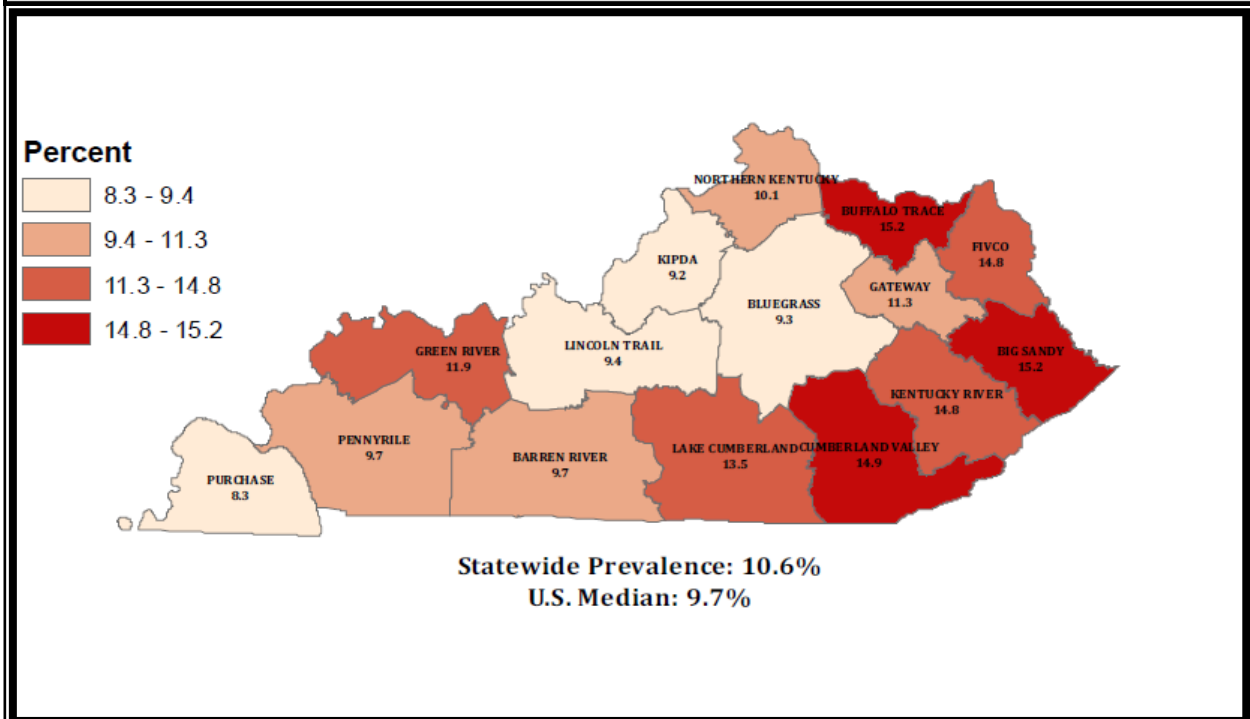 Percent
8.3 - 9.4
9.4 - 11.3
11.3 - 14.8
14.8 - 15.2
NORTHERN KENTUCKY
10.1
BUFFALO TRACE
15.2
FIVCO
14.8
KIPDA
9.2
GATEWAY
11.3
BLUEGRASS
9.3
LINCOLN TRAIL
9.4
GREEN RIVER
11.9
BIG SANDY
15.2
KENTUCKY RIVER
14.8
PENNYRILE
9.7
BARREN RIVER
9.7
LAKE CUMBERLAND
13.5
CUMBERLAND VALLEY
14.9
PURCHASE
8.3
Statewide Prevalence: 10.6%
U.S. Median: 9.7%